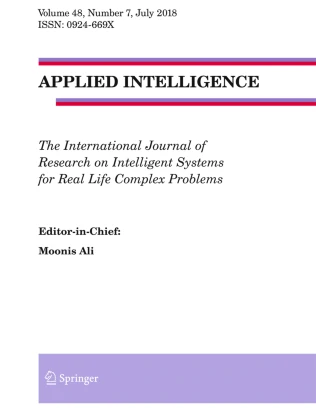 Volume 48, Number 7, July 2018
ISSN: 0924-669X
APPLIED INTELLIGENCE
The International Journal of
Research on Intelligent Systems
for Real Life Complex Problems
Editor-in-Chief:
Moonis Ali
Springer